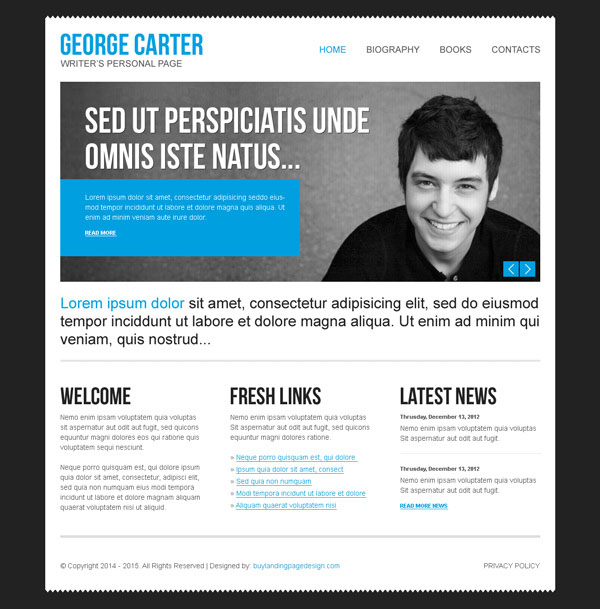 GEORGE CARTER
WRITER'S PERSONAL PAGE
HOME BIOGRAPHY BOOKS CONTACTS
SED UT PERSPICIATIS UNDE
OMNIS ISTE NATUS...
Lorem ipsum dolor sit amet, consectetur adipisicing seddo eius-
mod tempor incididunt ut labore et dolore magna quis aliqua. Ut
enim ad minim veniam aute irure dolor.
READ MORE
Lorem ipsum dolor sit amet, consectetur adipisicing elit, sed do eiusmod
tempor inciddunt ut labore et dolore magna aliqua. Ut enim ad minim qui
veniam, quis nostrud...
WELCOME
Nemo enim ipsam voluptatem quia voluptas
sit aspernatur aut odit aut fugit, sed quicons
equuntur magni dolores eos qui ratione quis
voluptatem sequi nesciunt.
Neque porro quisquam est, qui dolore ipsum
quia dolor sit amet, consectetur, adipisci elit,
sed quia non numquam eius modi tempora
incidunt ut labore et dolore magnam aliquam
quaerat voluptatem nisi ut aliquid.
FRESH LINKS
Nemo enim ipsam voluptatem quia voluptas
Sit aspernatur aut odit aut fugit, sed quicons
equuntur magni dolores ratione.
» Neque porro quisquam est, qui dolore
» Ipsum quia dolor sit amet, consect
» Sed quia non numquam
» Modi tempora incidunt ut labore et dolore
» Aliquam quaerat voluptatem nisi
LATEST NEWS
Thrusday, December 13, 2012
Nemo enim ipsam voluptatem quia voluptas
Sit aspernatur aut odit aut fugit.
Thrusday, December 13, 2012
Nemo enim ipsam voluptatem quia voluptas
Sit aspernatur aut odit aut fugit.
READ MORE NEWS
© Copyright 2014 - 2015. All Rights Reserved | Designed by: buylandingpagedesign.com
PRIVACY POLICY